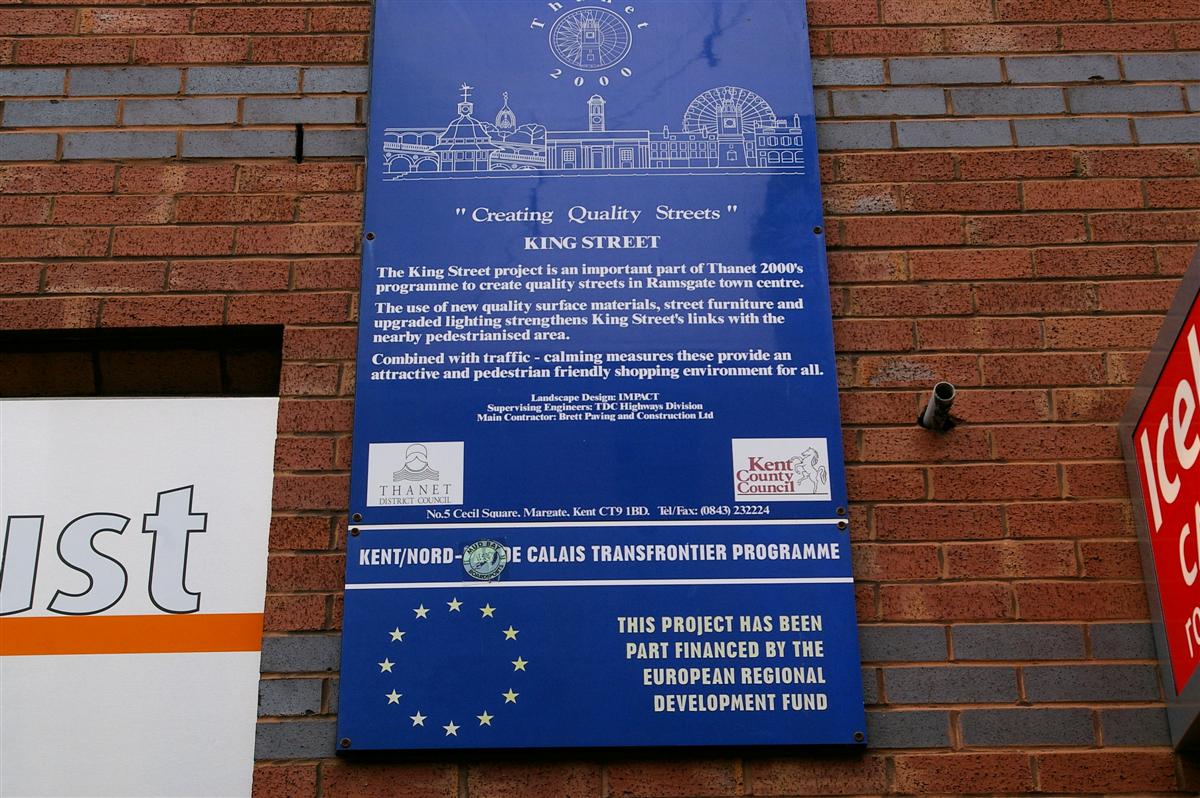 Thanet
2000
"Creating Quality Streets"
KING STREET
The King Street project is an important part of Thanet 2000's
programme to create quality streets in Ramsgate town centre.
The use of new quality surface materials, street furniture and
upgraded lighting strengthens King Street's links with the
nearby pedestrianised area.
Combined with traffic - calming measures these provide an
attractive and pedestrian friendly shopping environment for all.
Landscape Design: IMPACT
Supervising Engineers: TDC Highways Division
Main Contractor: Brett Paving and Construction Ltd
THANET
DISTRICT COUNCIL
Kent
County
Council
No.5 Cecil Square, Margate, Kent CT9 1BD. Tel/Fax: (0843) 232224
KENT/NORD- DE CALAIS TRANSFRONTIER PROGRAMME
THIS PROJECT HAS BEEN
PART FINANCED BY THE
EUROPEAN REGIONAL
DEVELOPMENT FUND
ust
Icel